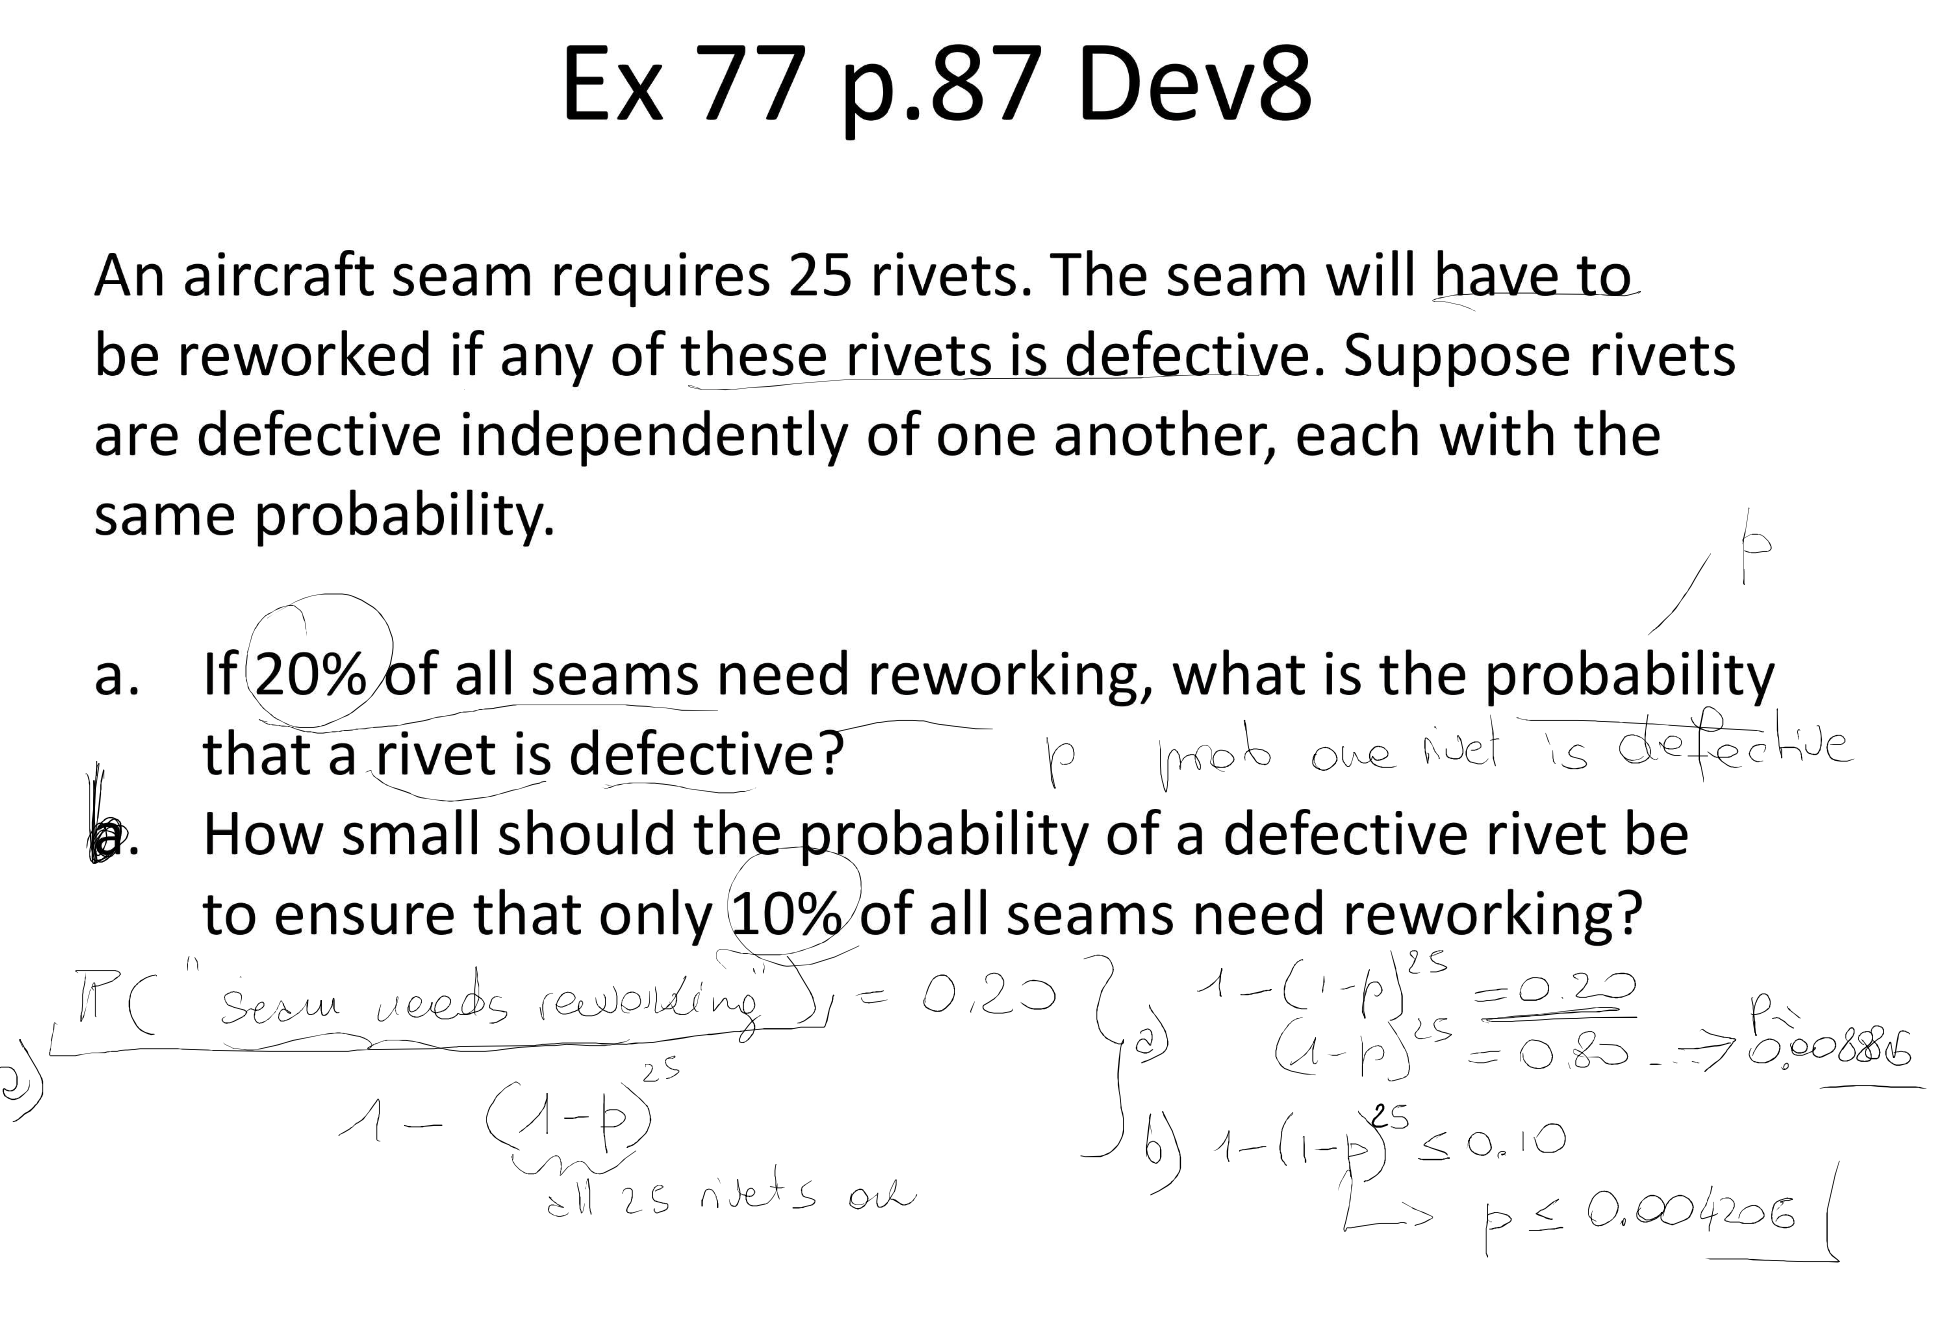 Ex 77 p.87 Dev8
An aircraft seam requires 25 rivets. The seam will have to
be reworked if any of these rivets is defective. Suppose rivets
are defective independently of one another, each with the
same probability.
p
a. If 20% of all seams need reworking, what is the probability
that a rivet is defective?
p prob one rivet is defective
b. How small should the probability of a defective rivet be
to ensure that only 10% of all seams need reworking?
a) P("seam needs reworking") = 0.20
1-(1-p)^25
all 25 rivets ok
a) 1-(1-p)^25 = 0.20
(1-p)^25 = 0.80 ...→ p≈
b) 1-(1-p)^25 ≤ 0.10
↳ p ≤ 0.004206